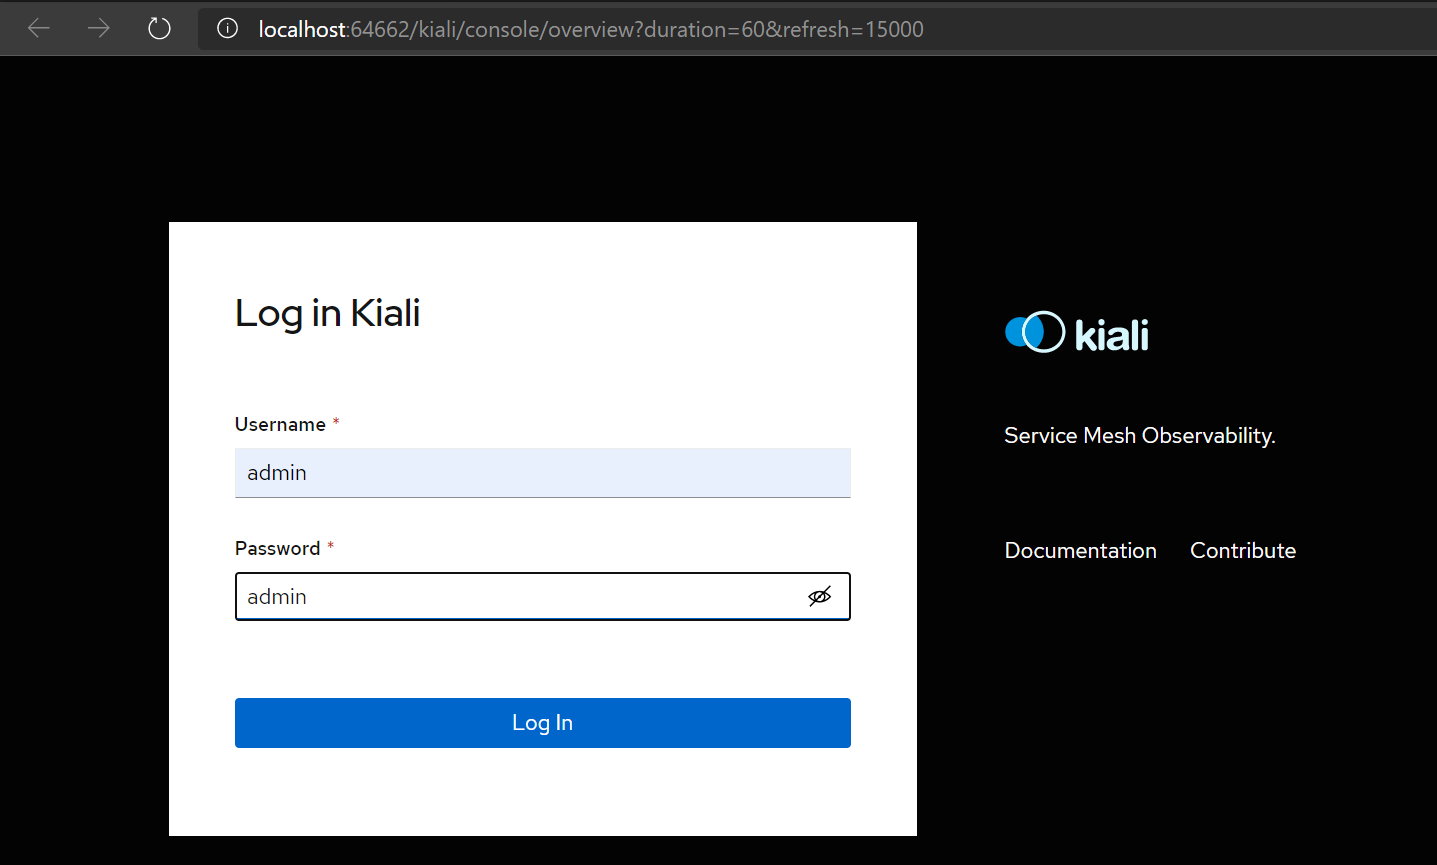 localhost:64662/kiali/console/overview?duration=60&refresh=15000
Log in Kiali
Username *
admin
Password *
admin
Log In
kiali
Service Mesh Observability.
Documentation Contribute